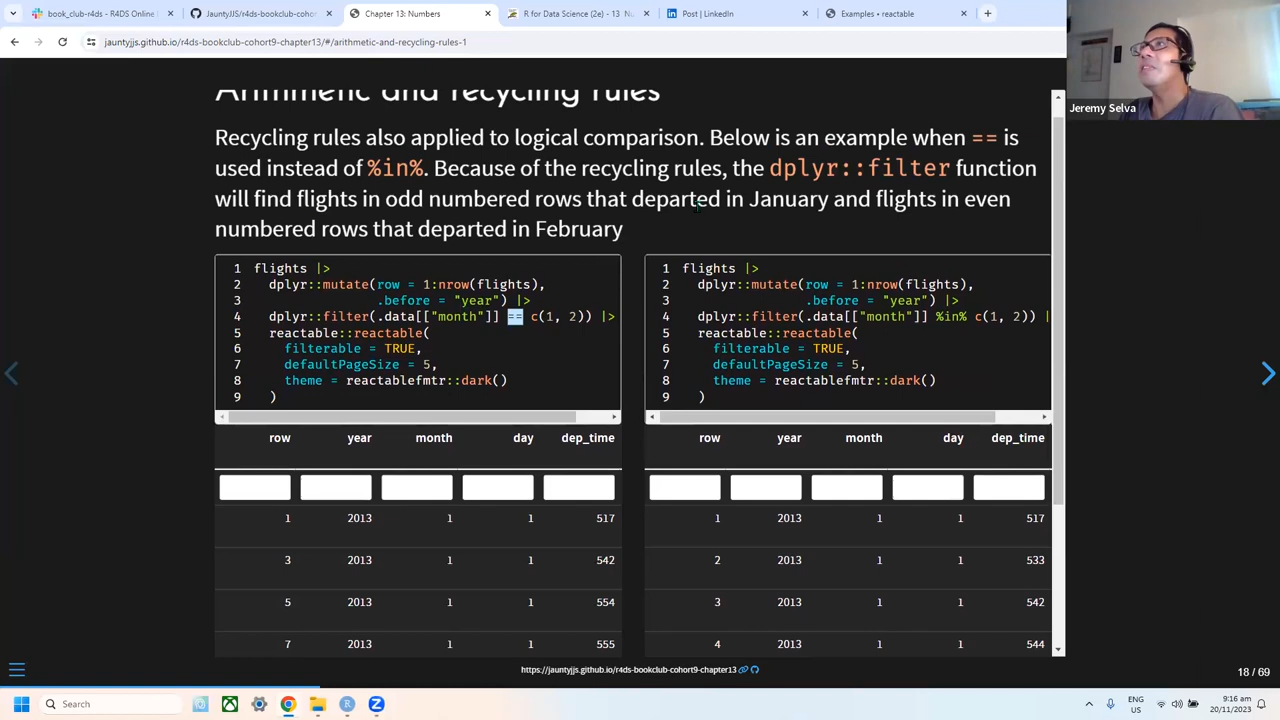 book_club-r4ds - R4DS Online
JauntyJJS/r4ds-bookclub-cohor
Chapter 13: Numbers
R for Data Science (2e) - 13 N
Post | LinkedIn
Examples - reactable
jauntyjjs.github.io/r4ds-bookclub-cohort9-chapter13/#/arithmetic-and-recycling-rules-1
Jeremy Selva
Arithmetic and recycling rules
Recycling rules also applied to logical comparison. Below is an example when == is
used instead of %in%. Because of the recycling rules, the dplyr::filter function
will find flights in odd numbered rows that departed in January and flights in even
numbered rows that departed in February
1 flights |>
2 dplyr::mutate(row = 1:nrow(flights),
3 .before = "year") |>
4 dplyr::filter(.data[["month"]] == c(1, 2)) |>
5 reactable::reactable(
6 filterable = TRUE,
7 defaultPageSize = 5,
8 theme = reactablefmtr::dark()
9 )
row year month day dep_time
1 2013 1 1 517
3 2013 1 1 542
5 2013 1 1 554
7 2013 1 1 555
1 flights |>
2 dplyr::mutate(row = 1:nrow(flights),
3 .before = "year") |>
4 dplyr::filter(.data[["month"]] %in% c(1, 2)) |
5 reactable::reactable(
6 filterable = TRUE,
7 defaultPageSize = 5,
8 theme = reactablefmtr::dark()
9 )
row year month day dep_time
1 2013 1 1 517
2 2013 1 1 533
3 2013 1 1 542
4 2013 1 1 544
https://jauntyjjs.github.io/r4ds-bookclub-cohort9-chapter13
18 / 69
Search
ENG
US
9:16 am
20/11/2023